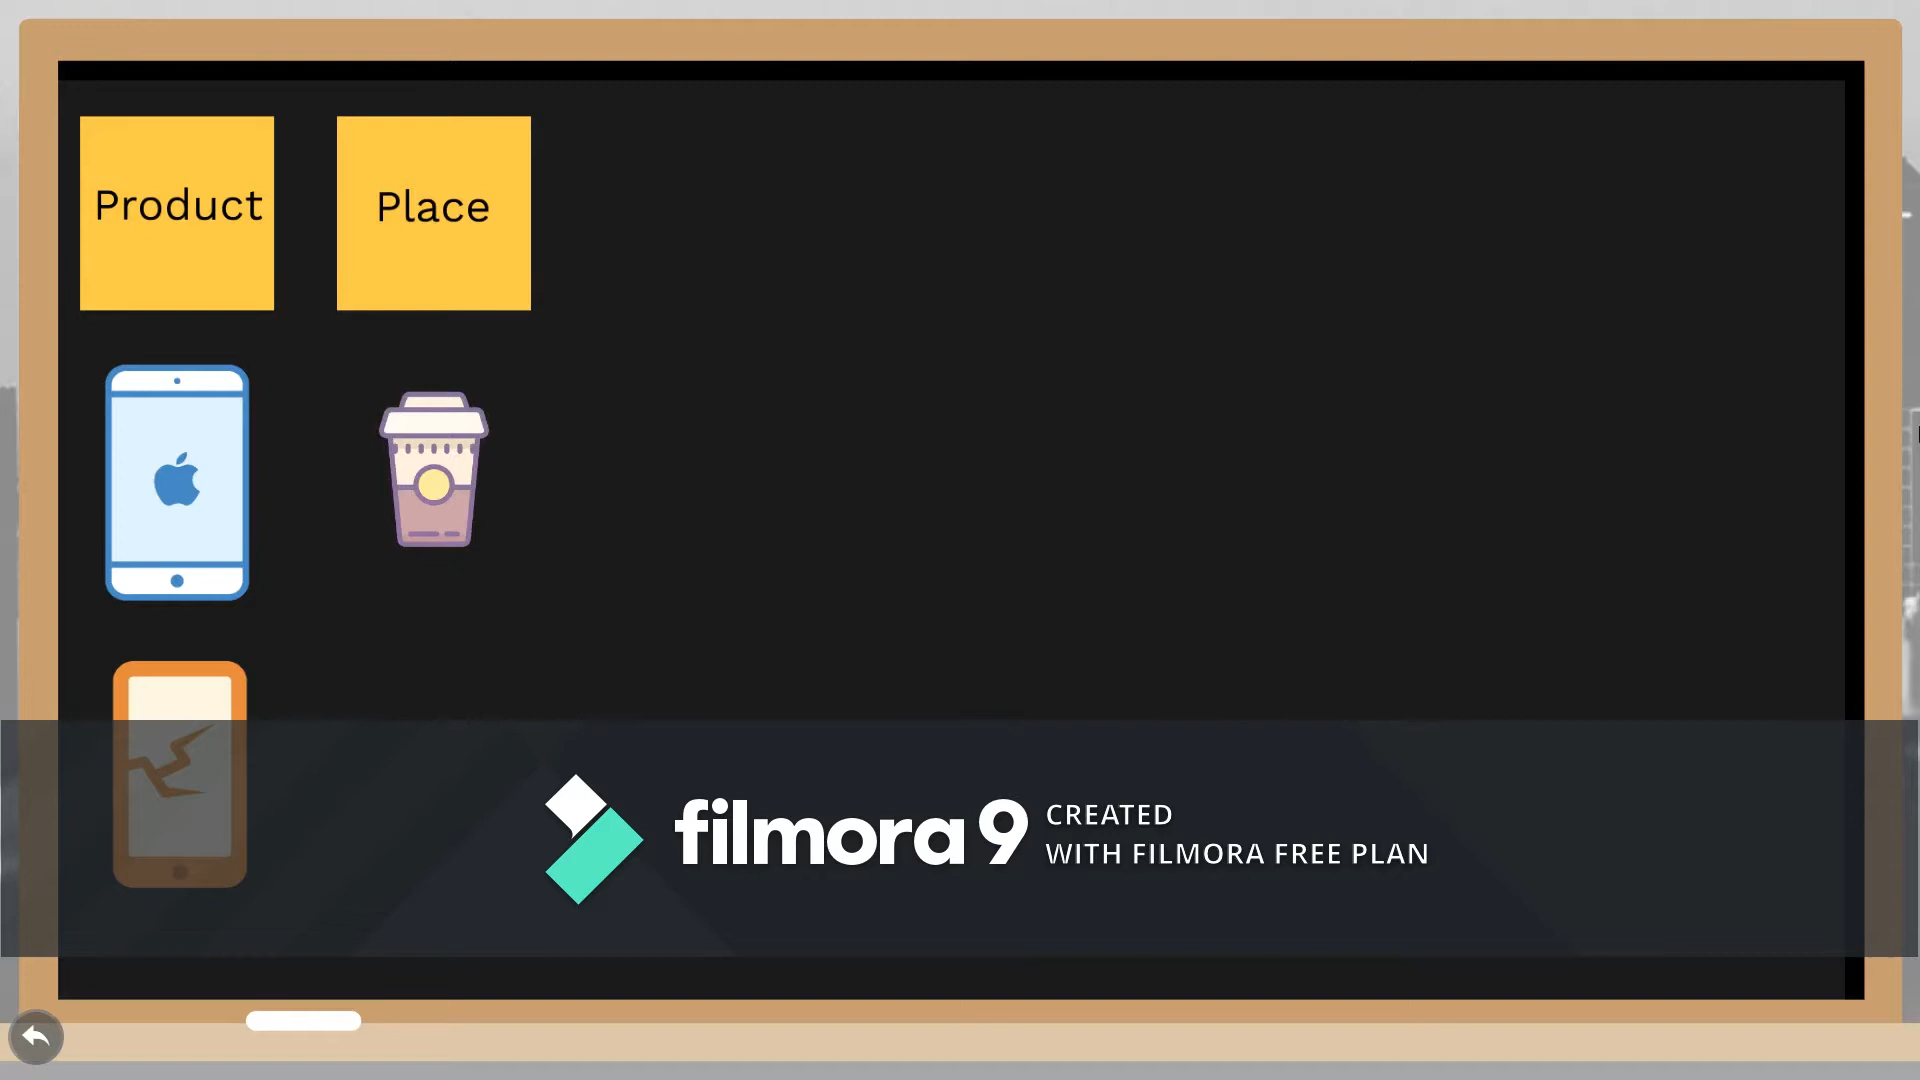 Product
Place
filmora 9
CREATED
WITH FILMORA FREE PLAN